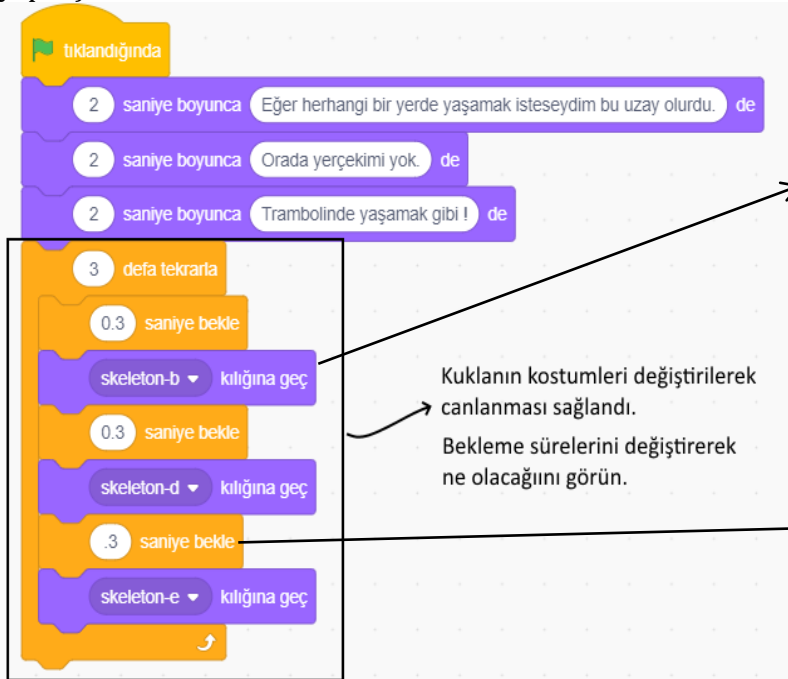 tıklandığında
2 saniye boyunca Eğer herhangi bir yerde yaşamak isteseydim bu uzay olurdu. de
2 saniye boyunca Orada yerçekimi yok. de
2 saniye boyunca Trambolinde yaşamak gibi ! de
3 defa tekrarla
0.3 saniye bekle
skeleton-b kılığına geç
0.3 saniye bekle
skeleton-d kılığına geç
.3 saniye bekle
skeleton-e kılığına geç
Kuklanın kostumleri değiştirilerek
canlanması sağlandı.
Bekleme sürelerini değiştirerek
ne olacağıını görün.